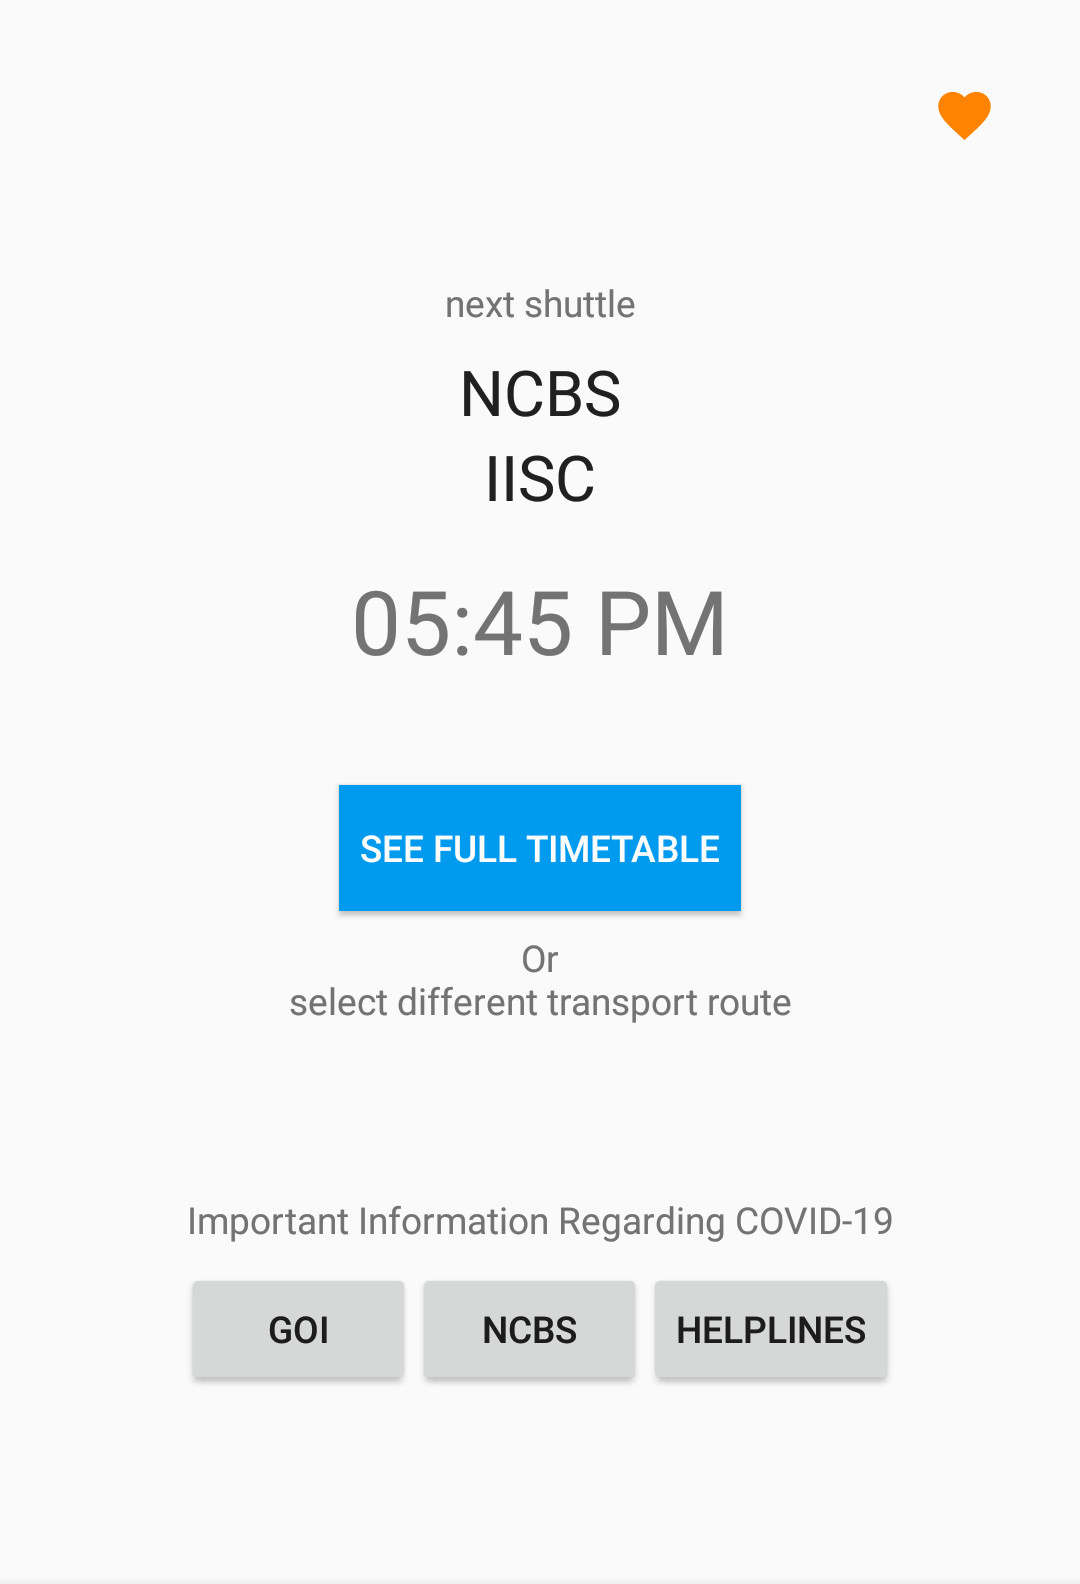 next shuttle
NCBS
IISC
05:45 PM
SEE FULL TIMETABLE
Or
select different transport route
Important Information Regarding COVID-19
GOI NCBS HELPLINES